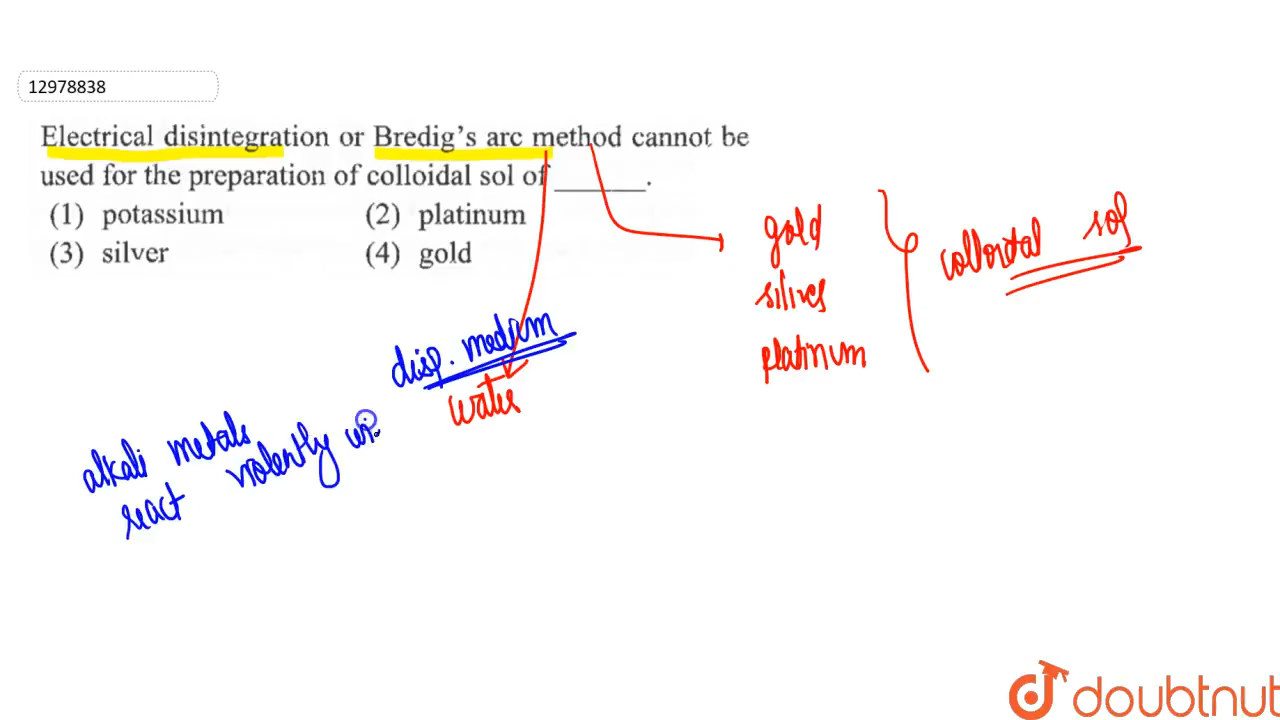 12978838
Electrical disintegration or Bredig's arc method cannot be
used for the preparation of colloidal sol of _______.
(1) potassium (2) platinum
(3) silver (4) gold
gold
silver
platinum
colloidal sol
disp. medium
water
alkali metals
react violently wi
doubtnut